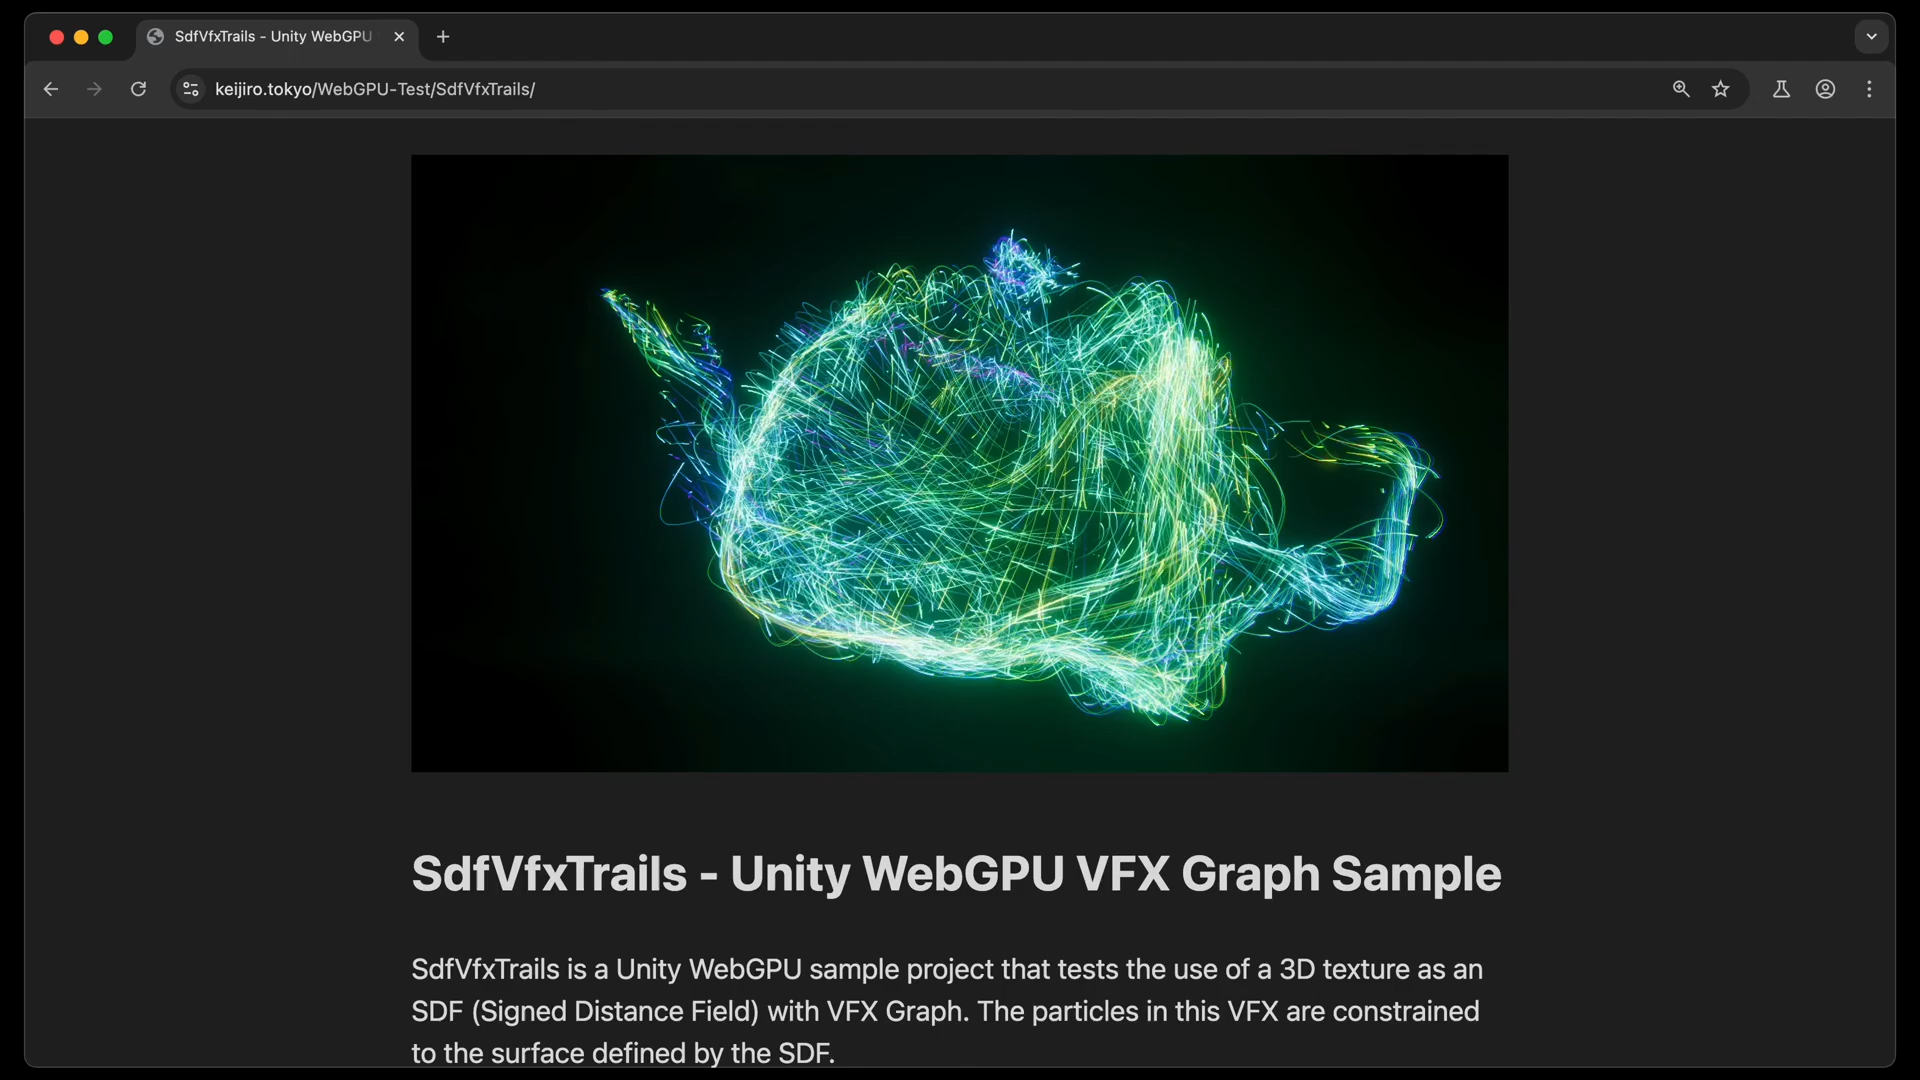 SdfVfxTrails - Unity WebGPU
keijiro.tokyo/WebGPU-Test/SdfVfxTrails/
SdfVfxTrails - Unity WebGPU VFX Graph Sample
SdfVfxTrails is a Unity WebGPU sample project that tests the use of a 3D texture as an
SDF (Signed Distance Field) with VFX Graph. The particles in this VFX are constrained
to the surface defined by the SDF.